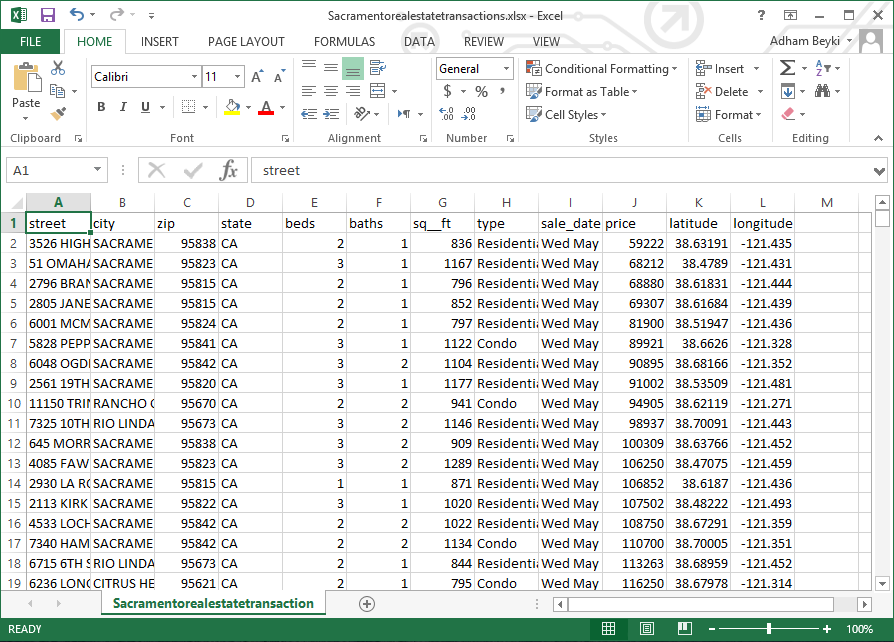 Sacramentorealestatetransactions.xlsx - Excel
FILE HOME INSERT PAGE LAYOUT FORMULAS DATA REVIEW VIEW Adham Beyki
Paste Calibri 11 General Conditional Formatting Insert
B I U A $ % , Format as Table Delete
Cell Styles Format
Clipboard Font Alignment Number Styles Cells Editing
A1 fx street
A B C D E F G H I J K L M
1 street city zip state beds baths sq__ft type sale_date price latitude longitude
2 3526 HIGH SACRAME 95838 CA 2 1 836 Residentia Wed May 59222 38.63191 -121.435
3 51 OMAHA SACRAME 95823 CA 3 1 1167 Residentia Wed May 68212 38.4789 -121.431
4 2796 BRAN SACRAME 95815 CA 2 1 796 Residentia Wed May 68880 38.61831 -121.444
5 2805 JANE SACRAME 95815 CA 2 1 852 Residentia Wed May 69307 38.61684 -121.439
6 6001 MCM SACRAME 95824 CA 2 1 797 Residentia Wed May 81900 38.51947 -121.436
7 5828 PEPP SACRAME 95841 CA 3 1 1122 Condo Wed May 89921 38.6626 -121.328
8 6048 OGD SACRAME 95842 CA 3 2 1104 Residentia Wed May 90895 38.68166 -121.352
9 2561 19TH SACRAME 95820 CA 3 1 1177 Residentia Wed May 91002 38.53509 -121.481
10 11150 TRIN RANCHO C 95670 CA 2 2 941 Condo Wed May 94905 38.62119 -121.271
11 7325 10TH RIO LINDA 95673 CA 3 2 1146 Residentia Wed May 98937 38.70091 -121.443
12 645 MORR SACRAME 95838 CA 3 2 909 Residentia Wed May 100309 38.63766 -121.452
13 4085 FAW SACRAME 95823 CA 3 2 1289 Residentia Wed May 106250 38.47075 -121.459
14 2930 LA RO SACRAME 95815 CA 1 1 871 Residentia Wed May 106852 38.6187 -121.436
15 2113 KIRK SACRAME 95822 CA 3 1 1020 Residentia Wed May 107502 38.48222 -121.493
16 4533 LOCH SACRAME 95842 CA 2 2 1022 Residentia Wed May 108750 38.67291 -121.359
17 7340 HAM SACRAME 95842 CA 2 2 1134 Condo Wed May 110700 38.70005 -121.351
18 6715 6TH S RIO LINDA 95673 CA 2 1 844 Residentia Wed May 113263 38.68959 -121.452
19 6236 LONG CITRUS HE 95621 CA 2 1 795 Condo Wed May 116250 38.67978 -121.314
Sacramentorealestatetransaction
READY 100%